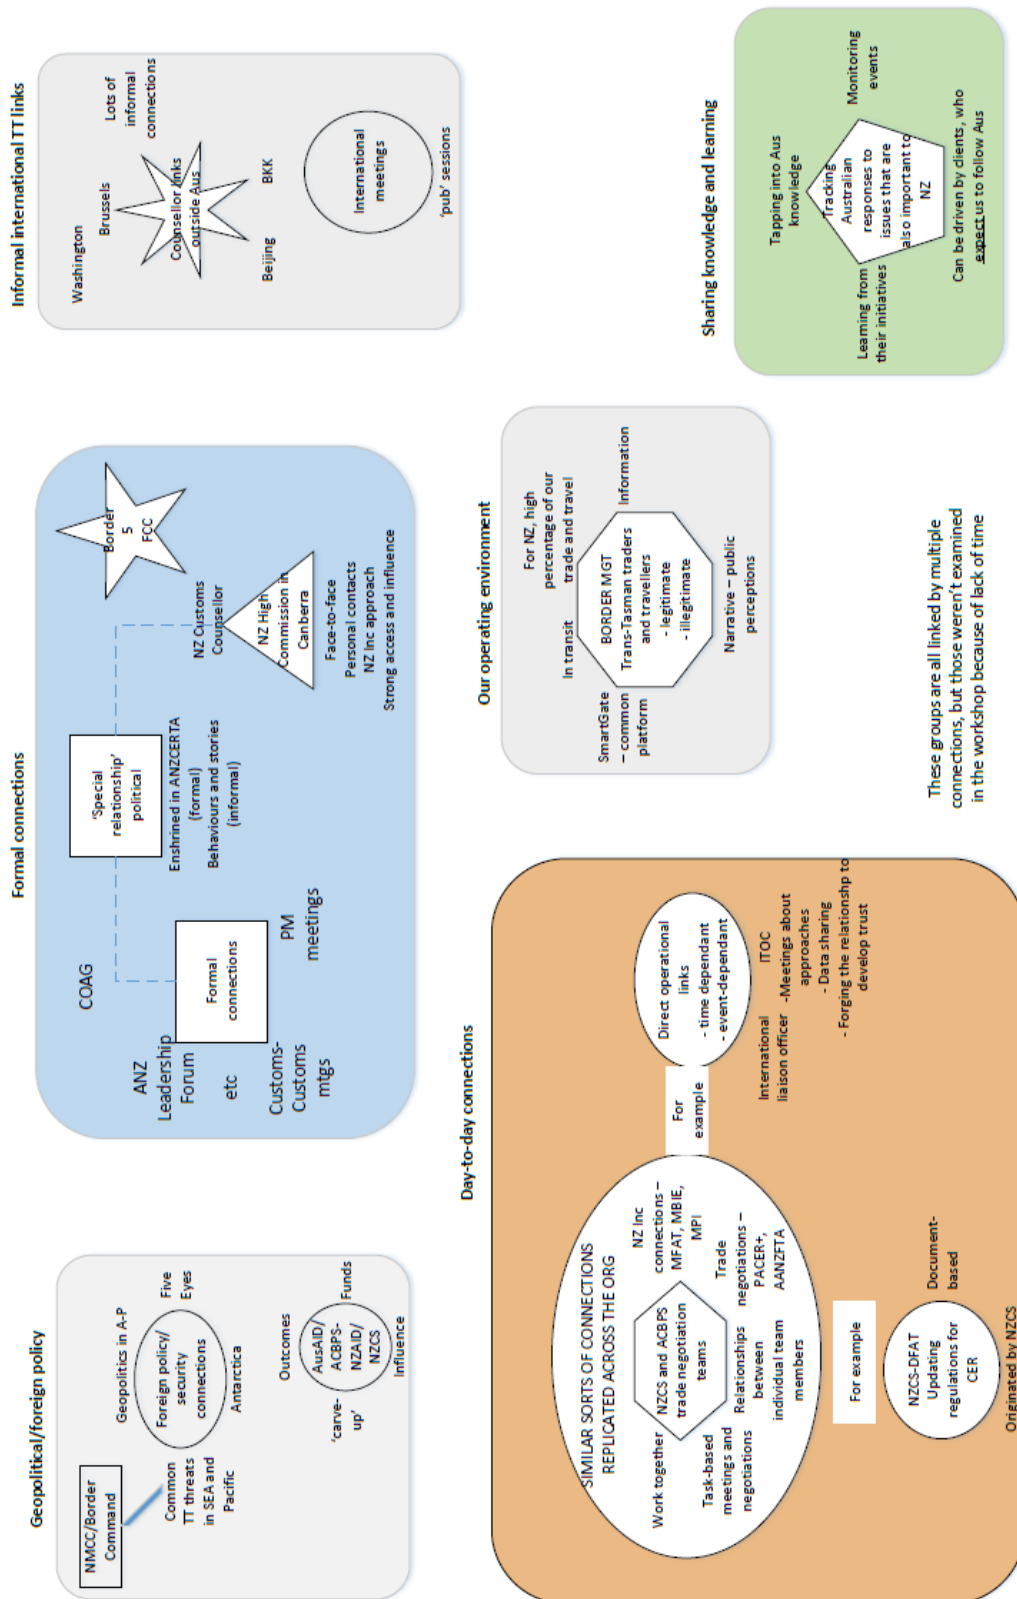 Geopolitical/foreign policy
NMCC/Border
Command
Common
TT threats
in SEA and
Pacific
Geopolitics in A-P
Five
Eyes
Foreign policy/
security
connections
Antarctica
Outcomes
AusAID/
ACBPS-
NZAID/
NZCS
Funds
'carve-
up'
Influence
Formal connections
COAG
ANZ
Leadership
Forum
etc
Customs-
Customs
mtgs
Formal
connections
PM
meetings
'Special
relationship'
political
Enshrined in ANZCERTA
(formal)
Behaviours and stories
(informal)
NZ Customs
Counsellor
NZ High
Commission in
Canberra
Face-to-face
Personal contacts
NZ Inc approach
Strong access and influence
Border
5
FCC
Informal international TT links
Washington
Brussels
Lots of
informal
connections
Counsellor links
outside Aus
Beijing
BKK
International
meetings
'pub' sessions
Day-to-day connections
SIMILAR SORTS OF CONNECTIONS
REPLICATED ACROSS THE ORG
Work together
NZCS and ACBPS
trade negotiation
teams
NZ Inc
connections –
MFAT, MBIE,
MPI
Task-based
meetings and
negotiations
Relationships
between
individual team
members
Trade
negotiations –
PACER+,
AANZFTA
For
example
Direct operational
links
- time dependant
- event-dependant
International
liaison officer
ITOC
-Meetings about
approaches
- Data sharing
- Forging the relationshp to
develop trust
For example
NZCS-DFAT
Updating
regulations for
CER
Document-
based
Originated by NZCS
Our operating environment
SmartGate
– common
platform
In transit
For NZ, high
percentage of our
trade and travel
BORDER MGT
Trans-Tasman traders
and travellers
- legitimate
- illegitimate
Information
Narrative – public
perceptions
Sharing knowledge and learning
Tapping into Aus
knowledge
Learning from
their initiatives
Tracking
Australian
responses to
issues that are
also important to
NZ
Monitoring
events
Can be driven by clients, who
expect us to follow Aus
These groups are all linked by multiple
connections, but those weren't examined
in the workshop because of lack of time